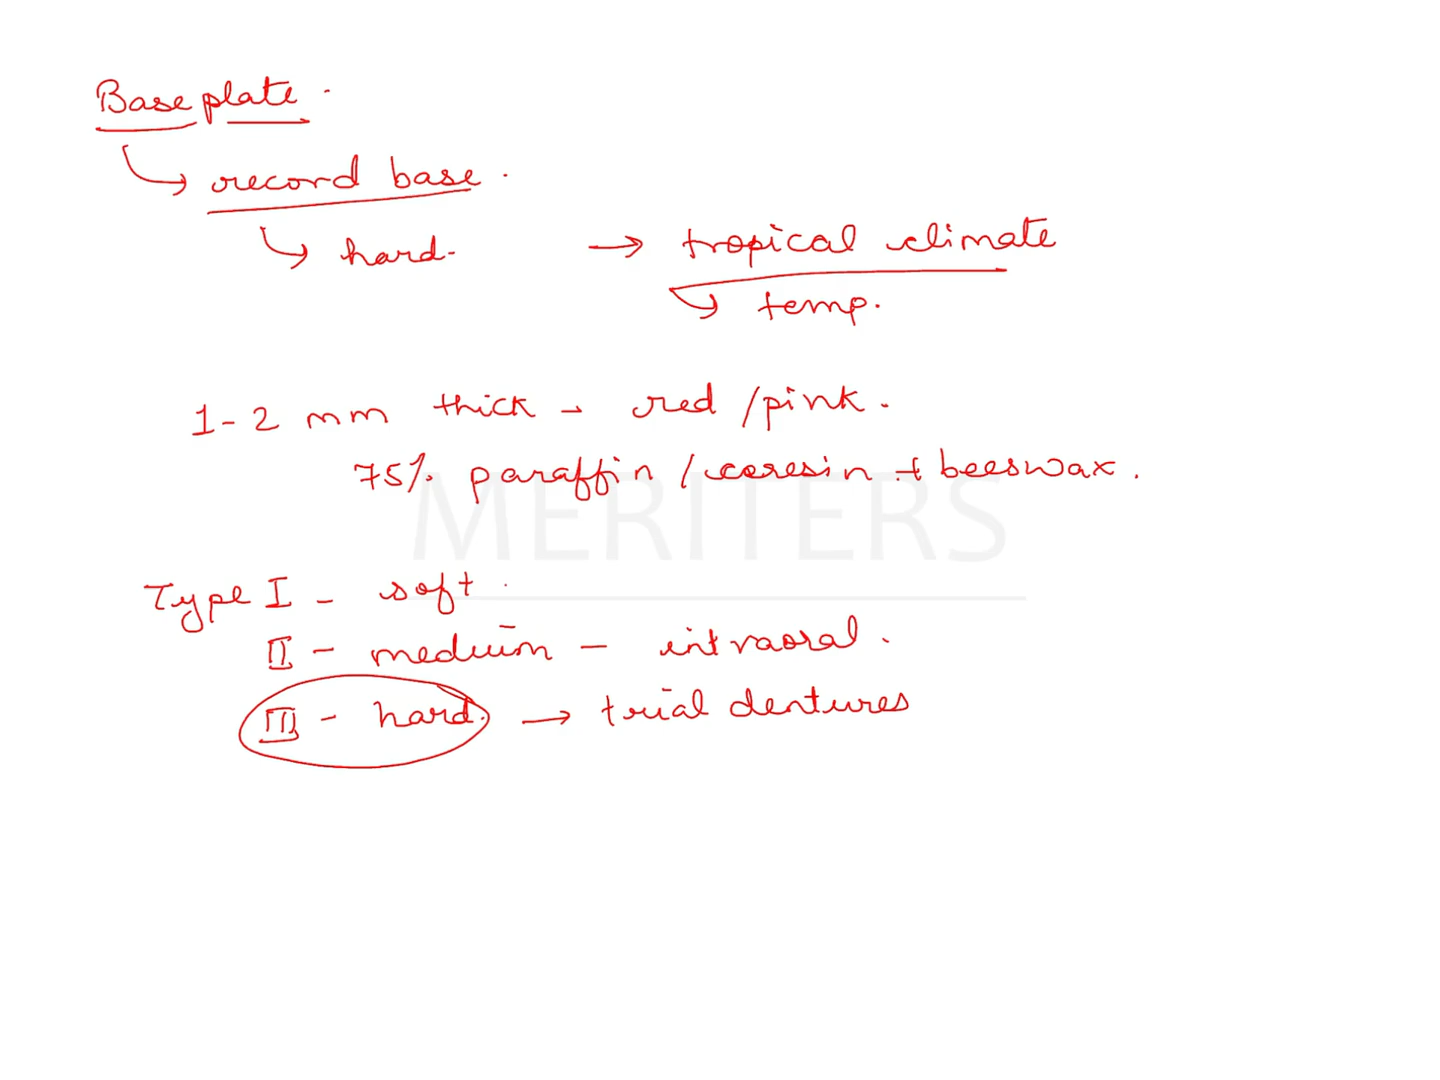 Base plate.
↳ record base.
↳ hard. → tropical climate
↳ temp.
1-2 mm thick - red/pink.
75% paraffin/ceresin + beeswax.
MERITERS
Type I - soft.
II - medium - intraoral.
III - hard. → trial dentures